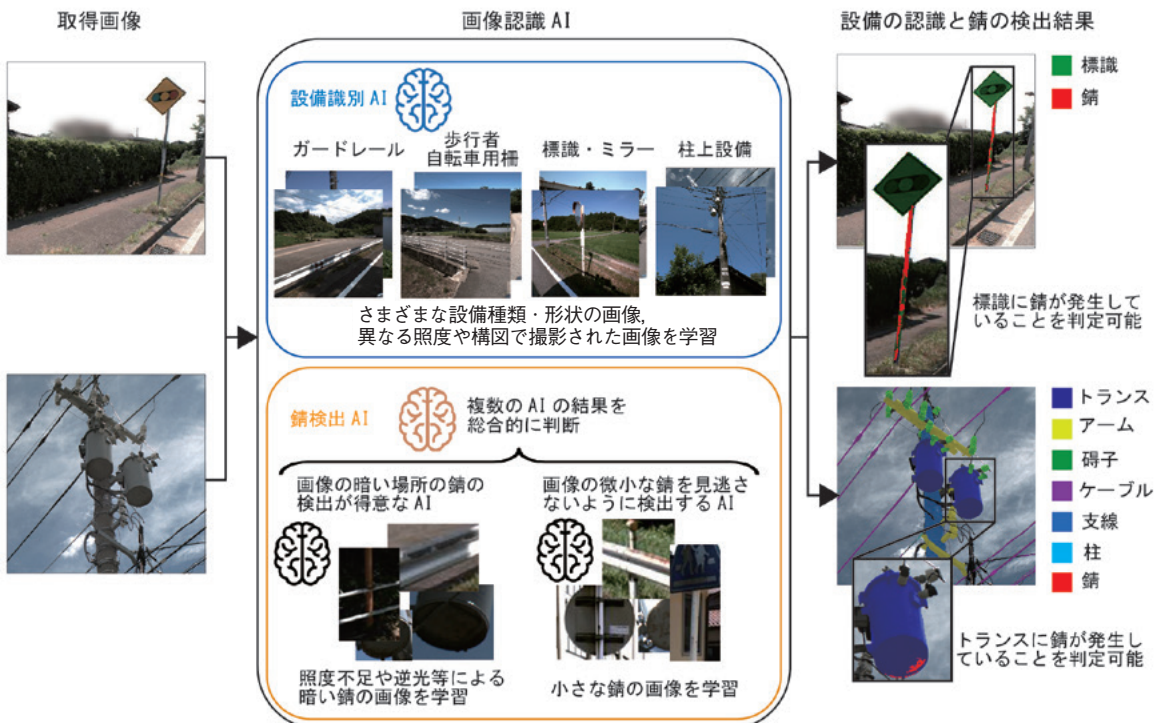 取得画像
画像認識 AI
設備の認識と錆の検出結果
設備識別 AI
ガードレール
歩行者
自転車用柵
標識・ミラー
柱上設備
さまざまな設備種類・形状の画像，
異なる照度や構図で撮影された画像を学習
錆検出 AI
複数の AI の結果を
総合的に判断
画像の暗い場所の錆の
検出が得意な AI
照度不足や逆光等による
暗い錆の画像を学習
画像の微小な錆を見逃さ
ないように検出する AI
小さな錆の画像を学習
標識
錆
標識に錆が発生して
いることを判定可能
トランス
アーム
碍子
ケーブル
支線
柱
錆
トランスに錆が発生し
ていることを判定可能